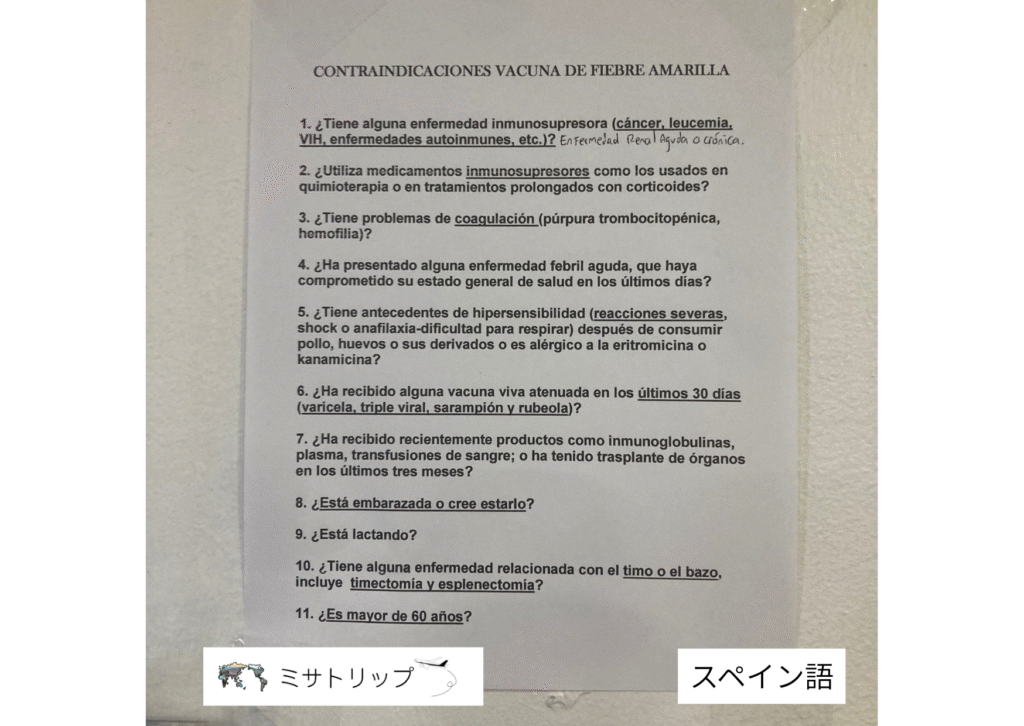 CONTRAINDICACIONES VACUNA DE FIEBRE AMARILLA
1. ¿Tiene alguna enfermedad inmunosupresora (cáncer, leucemia,
VIH, enfermedades autoinmunes, etc.)? Enfermedad Renal Aguda o crónica.
2. ¿Utiliza medicamentos inmunosupresores como los usados en
quimioterapia o en tratamientos prolongados con corticoides?
3. ¿Tiene problemas de coagulación (púrpura trombocitopénica,
hemofilia)?
4. ¿Ha presentado alguna enfermedad febril aguda, que haya
comprometido su estado general de salud en los últimos días?
5. ¿Tiene antecedentes de hipersensibilidad (reacciones severas,
shock o anafilaxia-dificultad para respirar) después de consumir
pollo, huevos o sus derivados o es alérgico a la eritromicina o
kanamicina?
6. ¿Ha recibido alguna vacuna viva atenuada en los últimos 30 días
(varicela, triple viral, sarampión y rubeola)?
7. ¿Ha recibido recientemente productos como inmunoglobulinas,
plasma, transfusiones de sangre; o ha tenido trasplante de órganos
en los últimos tres meses?
8. ¿Está embarazada o cree estarlo?
9. ¿Está lactando?
10. ¿Tiene alguna enfermedad relacionada con el timo o el bazo,
incluye timectomía y esplenectomía?
11. ¿Es mayor de 60 años?
ミサトリップ
スペイン語